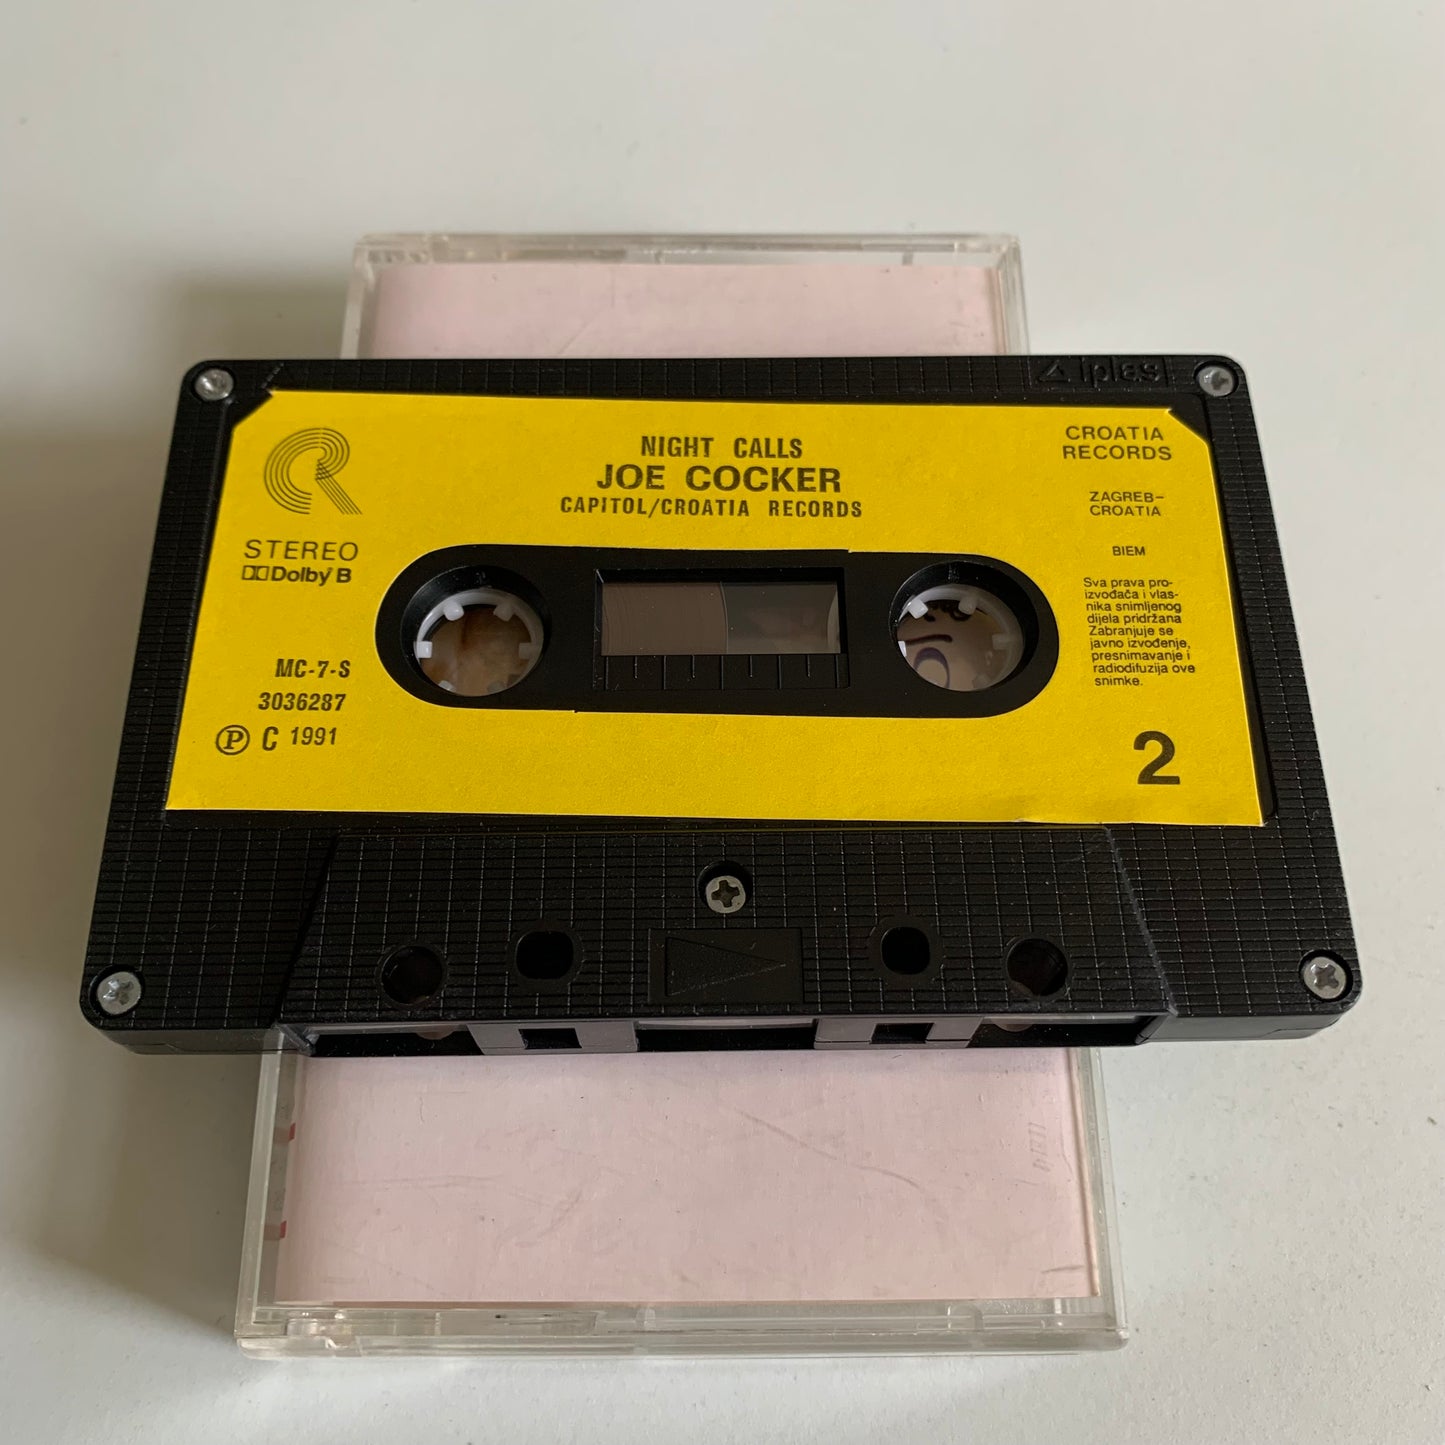 NIGHT CALLS
JOE COCKER
CAPITOL/CROATIA RECORDS
CROATIA
RECORDS
ZAGREB-
CROATIA
BIEM
Sva prava pro-
izvođača i vlas-
nika snimljenog
dijela pridržana
Zabranjuje se
javno izvođenje,
presnimavanje i
radiodifuzija ove
snimke.
2
STEREO
Dolby B
MC-7-S
3036287
Ⓟ C 1991